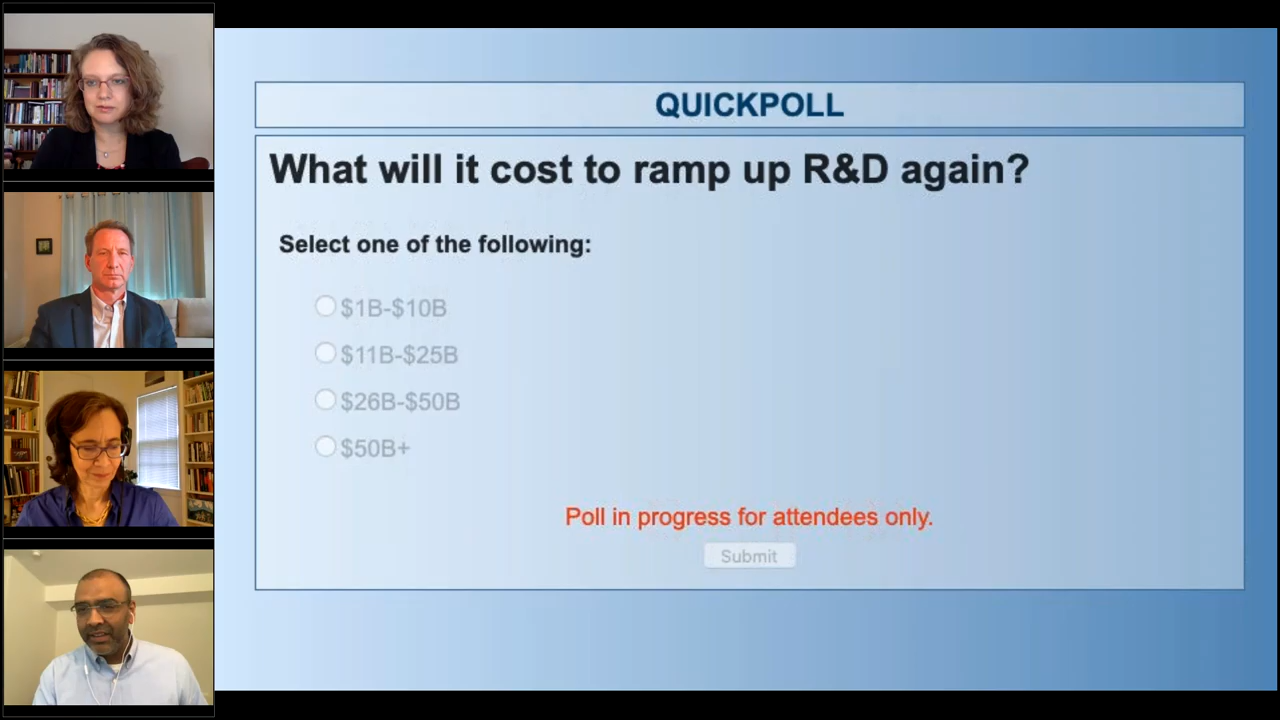 QUICKPOLL
What will it cost to ramp up R&D again?
Select one of the following:
$1B-$10B
$11B-$25B
$26B-$50B
$50B+
Poll in progress for attendees only.
Submit